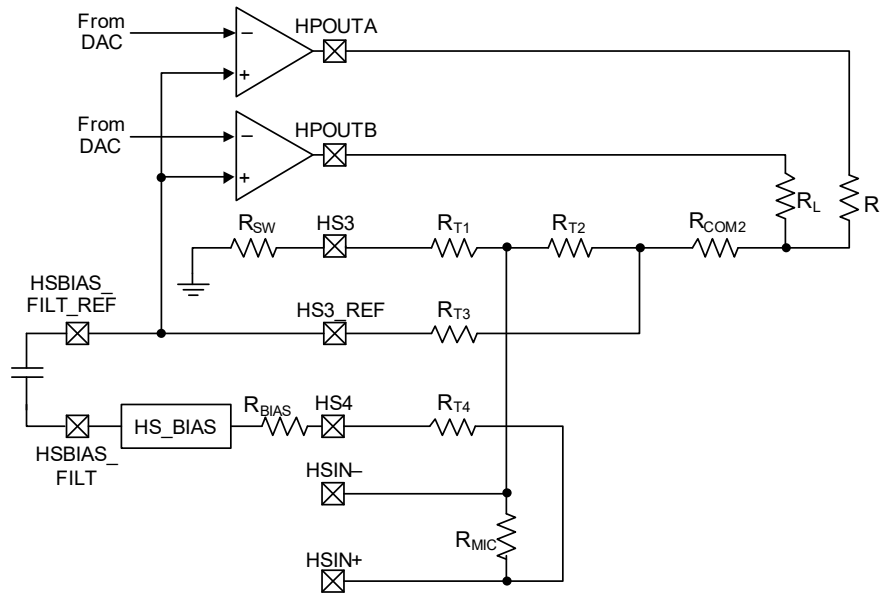 From
DAC
HPOUTA
−
+
From
DAC
HPOUTB
−
+
RL
R
RSW
HS3
RT1
RT2
RCOM2
HSBIAS_
FILT_REF
HS3_REF
RT3
HS_BIAS
RBIAS
HS4
RT4
HSBIAS_
FILT
HSIN–
RMIC
HSIN+